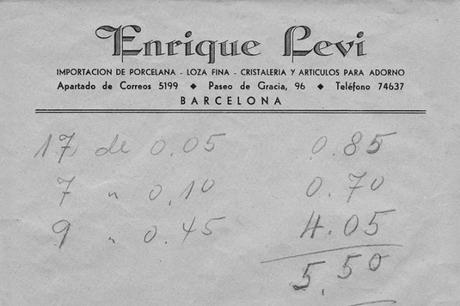 Enrique Levi
IMPORTACION DE PORCELANA - LOZA FINA - CRISTALERIA Y ARTICULOS PARA ADORNO
Apartado de Correos 5199 ◆ Paseo de Gracia, 96 ◆ Teléfono 74637
BARCELONA
17 de 0.05 0.85
7 " 0.10 0.70
9 " 0.45 4.05
5.50